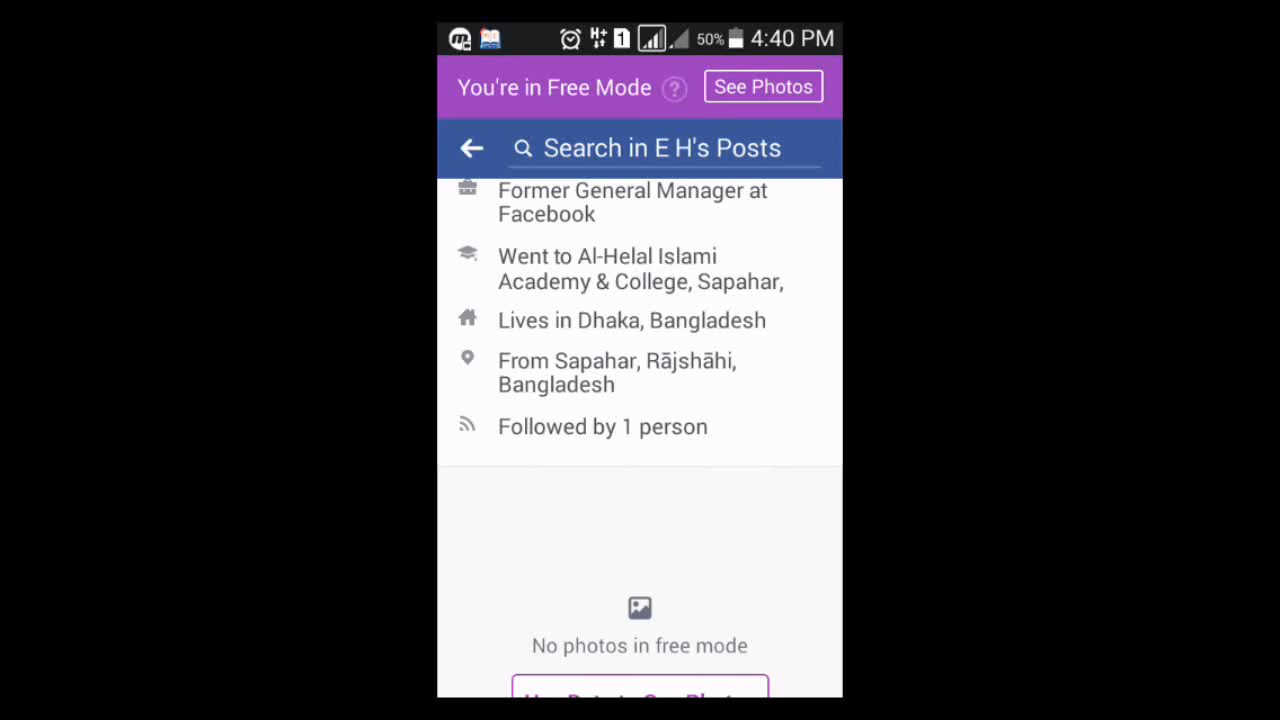 1 50% 4:40 PM
You're in Free Mode ? See Photos
Search in E H's Posts
Former General Manager at
Facebook
Went to Al-Helal Islami
Academy & College, Sapahar,
Lives in Dhaka, Bangladesh
From Sapahar, Rājshāhi,
Bangladesh
Followed by 1 person
No photos in free mode